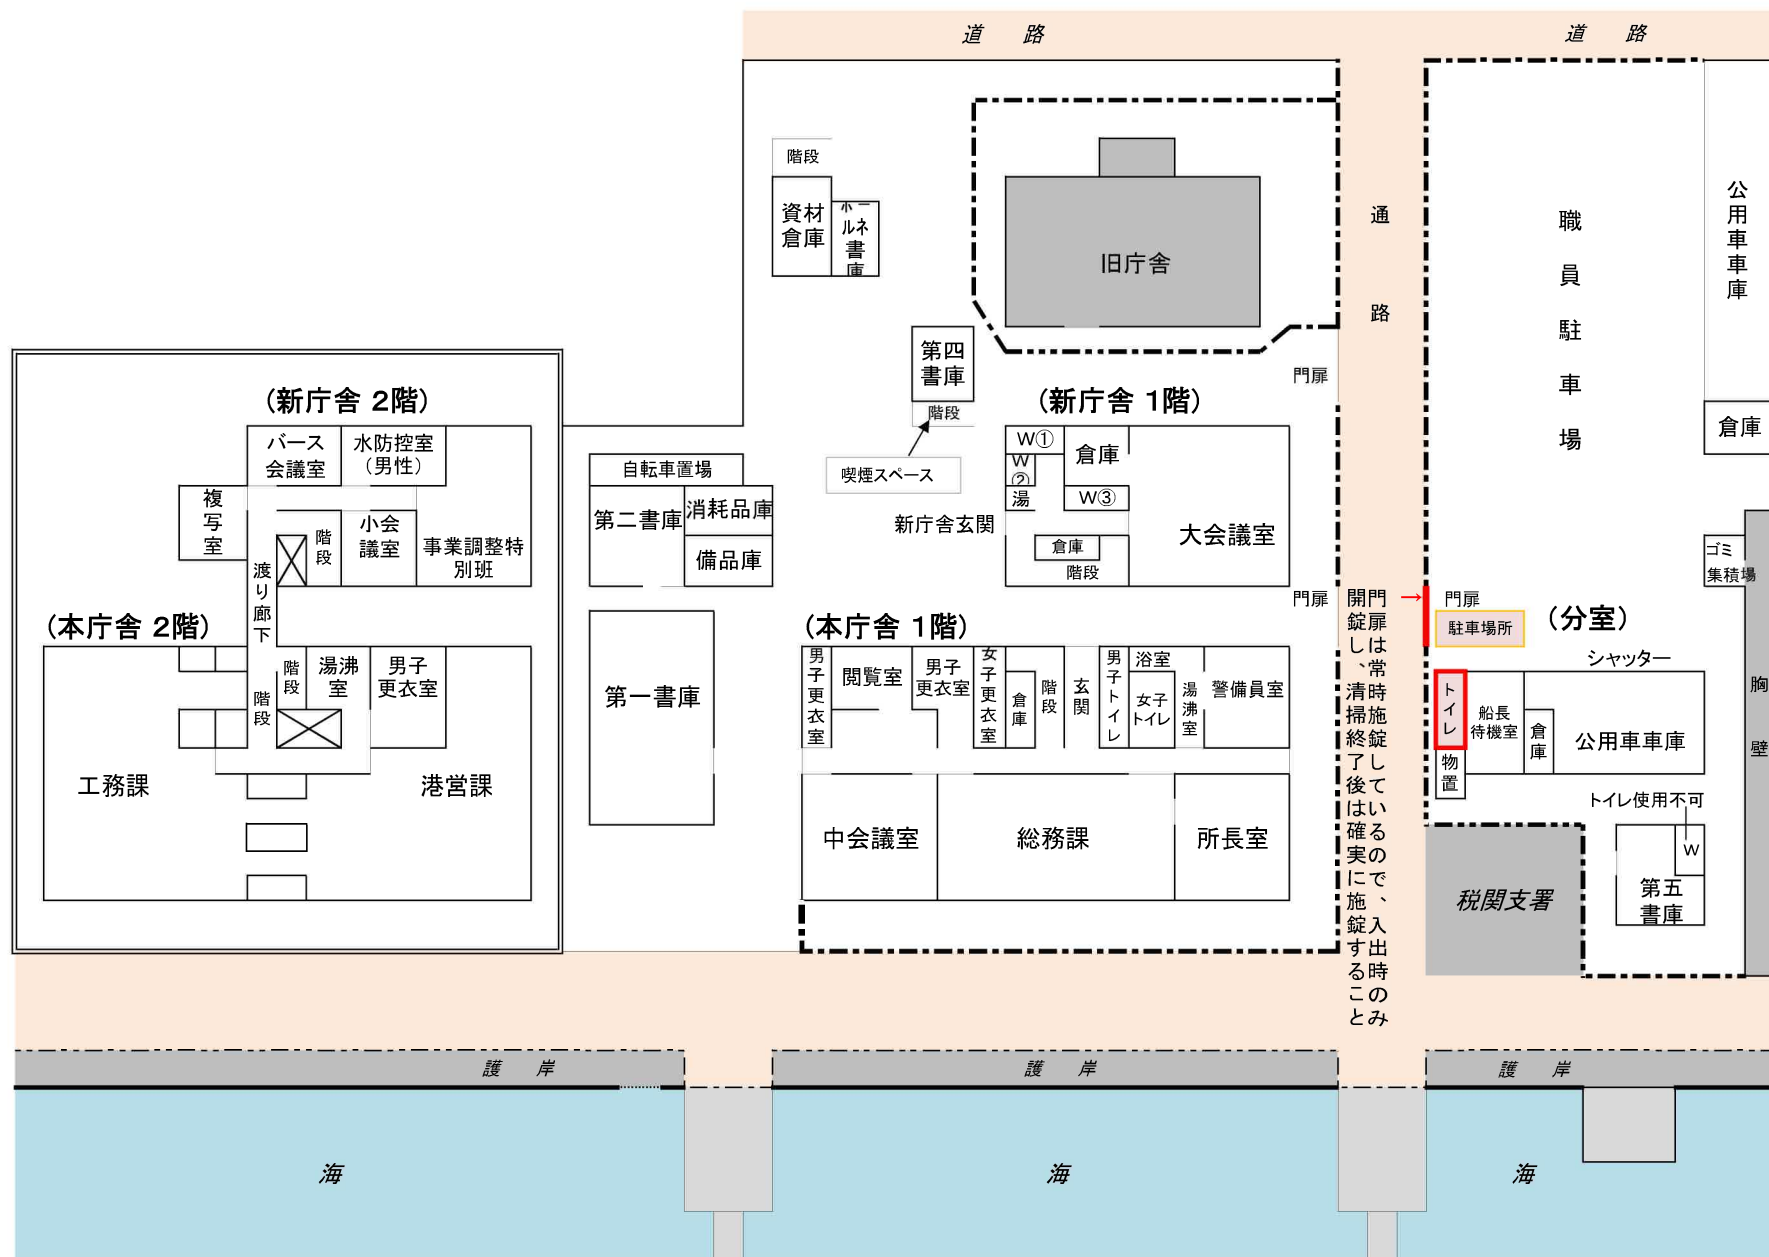 道　路
道　路
階段
資材
倉庫
ホー
ルネ
書
庫
旧庁舎
通路
職員駐車場
公用車車庫
第四
書庫
階段
喫煙スペース
門扉
倉庫
(新庁舎 2階)
バース
会議室
水防控室
（男性）
複写室
階段
小会
議室
事業調整特
別班
渡り廊下
(本庁舎 2階)
階段
階段
湯沸
室
男子
更衣室
工務課
港営課
自転車置場
第二書庫
消耗品庫
備品庫
第一書庫
(新庁舎 1階)
W①
W
②
湯
倉庫
W③
新庁舎玄関
倉庫
階段
大会議室
門扉
(本庁舎 1階)
男子更衣室
閲覧室
男子
更衣室
女子更衣室
倉庫
階段
玄関
男子トイレ
浴室
女子
トイレ
湯沸室
警備員室
中会議室
総務課
所長室
門扉は常時施錠しているので、入出時のみ
開錠し、清掃終了後は確実に施錠すること
→
門扉
駐車場所
(分室)
ゴミ
集積場
シャッター
トイレ
船長
待機室
倉庫
公用車車庫
物置
胸壁
トイレ使用不可
W
第五
書庫
税関支署
護　岸
護　岸
護　岸
海
海
海